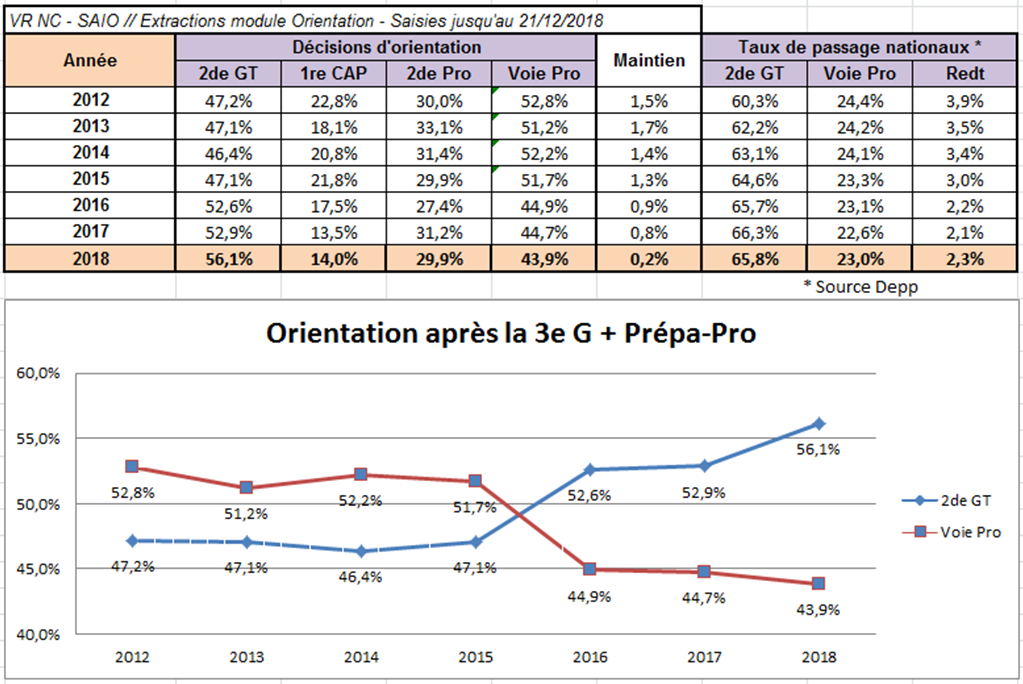 VR NC - SAIO // Extractions module Orientation - Saisies jusqu'au 21/12/2018
Année Décisions d'orientation Maintien Taux de passage nationaux *
2de GT 1re CAP 2de Pro Voie Pro 2de GT Voie Pro Redt
2012 47,2% 22,8% 30,0% 52,8% 1,5% 60,3% 24,4% 3,9%
2013 47,1% 18,1% 33,1% 51,2% 1,7% 62,2% 24,2% 3,5%
2014 46,4% 20,8% 31,4% 52,2% 1,4% 63,1% 24,1% 3,4%
2015 47,1% 21,8% 29,9% 51,7% 1,3% 64,6% 23,3% 3,0%
2016 52,6% 17,5% 27,4% 44,9% 0,9% 65,7% 23,1% 2,2%
2017 52,9% 13,5% 31,2% 44,7% 0,8% 66,3% 22,6% 2,1%
2018 56,1% 14,0% 29,9% 43,9% 0,2% 65,8% 23,0% 2,3%
* Source Depp
Orientation après la 3e G + Prépa-Pro
60,0%
55,0%
50,0%
45,0%
40,0%
52,8% 51,2% 52,2% 51,7% 52,6% 52,9% 56,1%
47,2% 47,1% 46,4% 47,1% 44,9% 44,7% 43,9%
2012 2013 2014 2015 2016 2017 2018
2de GT
Voie Pro